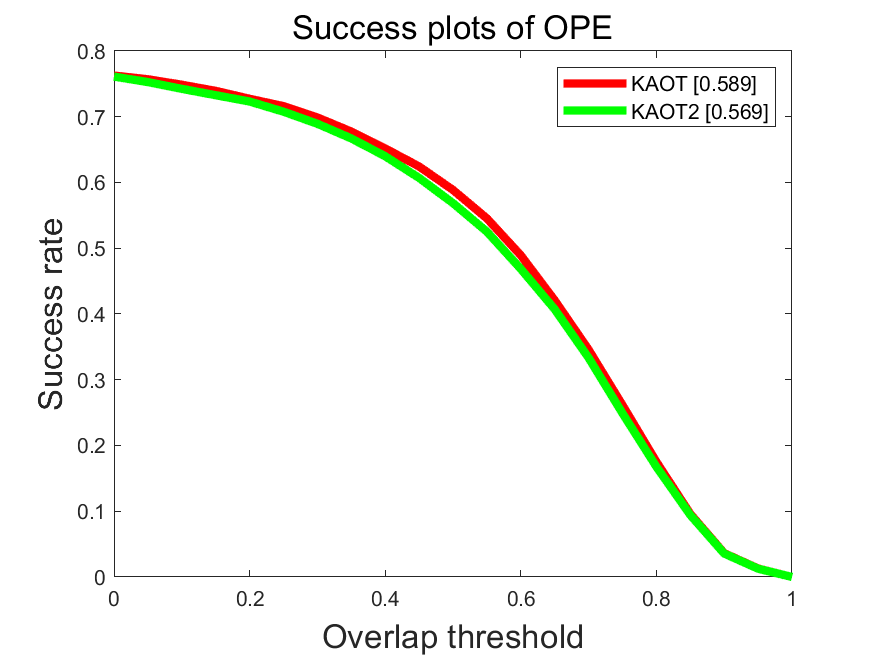 Success plots of OPE
KAOT [0.589]
KAOT2 [0.569]
Success rate
0.8
0.7
0.6
0.5
0.4
0.3
0.2
0.1
0
0 0.2 0.4 0.6 0.8 1
Overlap threshold